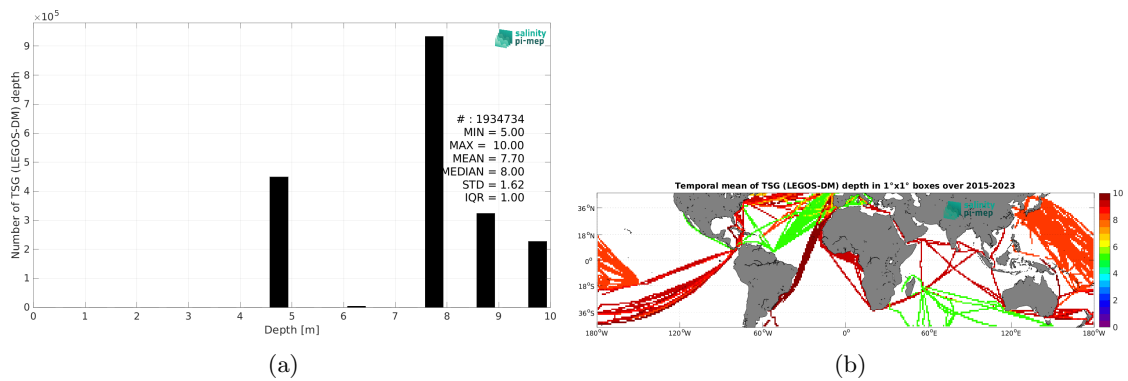 ×10⁵
salinity
pi-mep
9
8
7
6
5
4
3
2
1
0
Number of TSG (LEGOS-DM) depth
# : 1934734
MIN = 5.00
MAX = 10.00
MEAN = 7.70
MEDIAN = 8.00
STD = 1.62
IQR = 1.00
0 1 2 3 4 5 6 7 8 9 10
Depth [m]
(a)
Temporal mean of TSG (LEGOS-DM) depth in 1°x1° boxes over 2015-2023
salinity
pi-mep
36°N
18°N
0°
18°S
36°S
180°W 120°W 60°W 0° 60°E 120°E 180°W
10
8
6
4
2
0
(b)